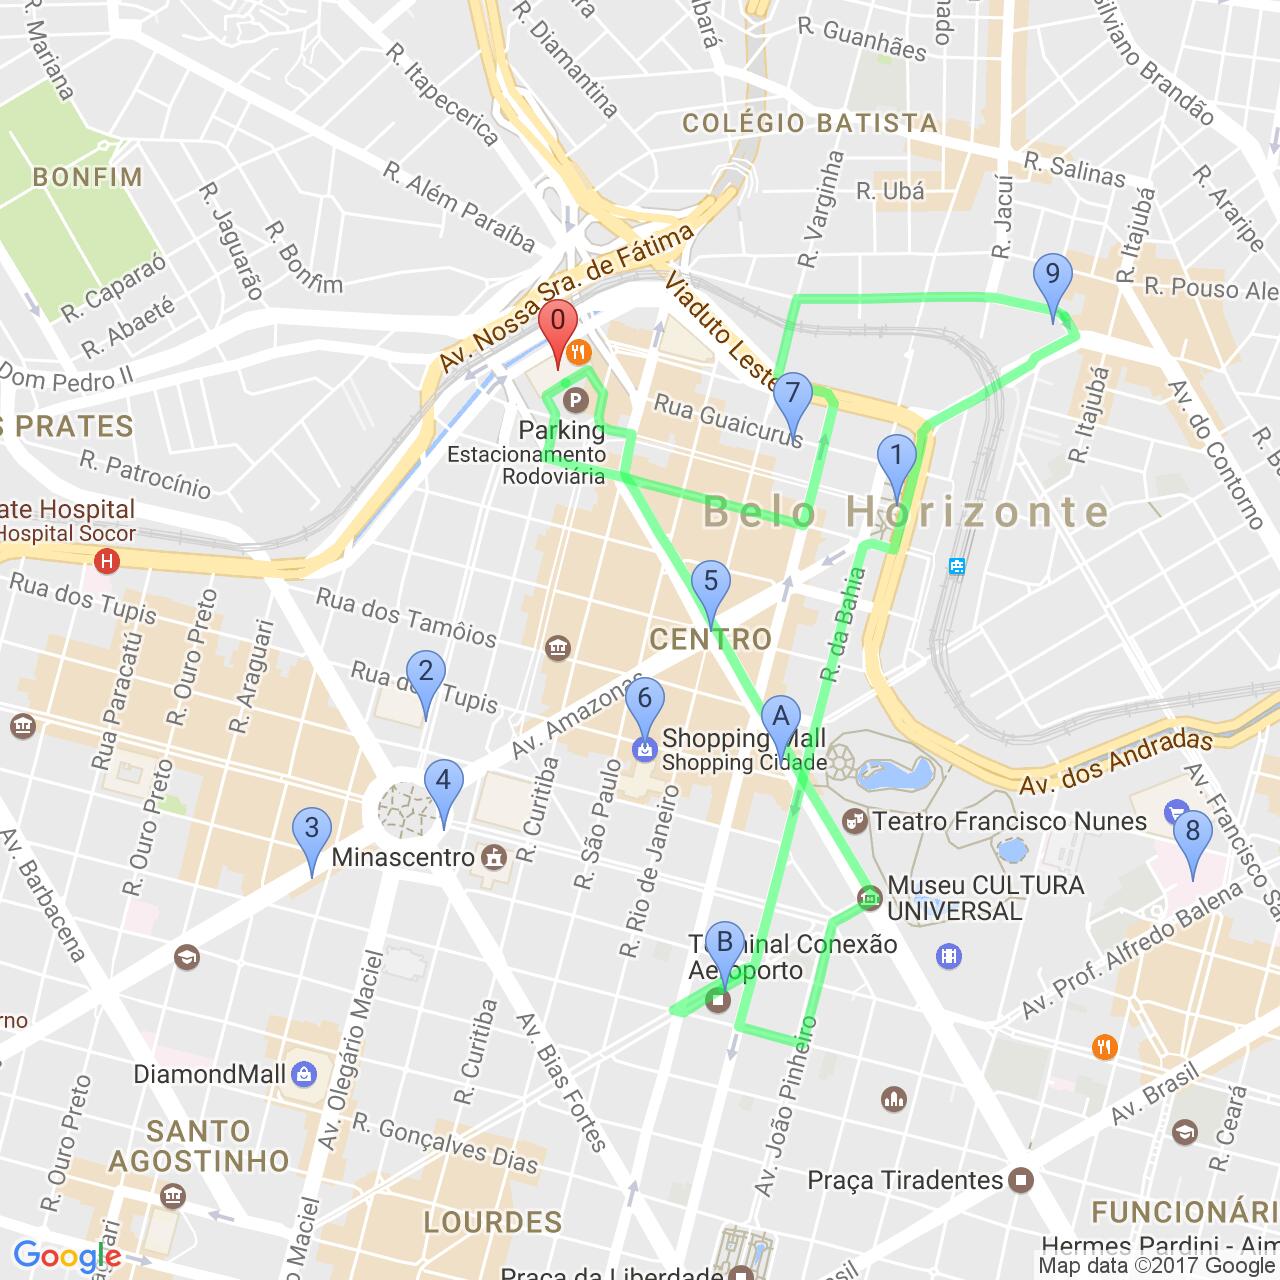 R. Mariana
R. Diamantina
R. Itapecerica
R. Guanhães
Silviano Brandão
COLÉGIO BATISTA
BONFIM
R. Além Paraíba
R. Salinas
R. Ubá
R. Varginha
R. Jacuí
R. Itajubá
R. Araripe
R. Jaguarão
R. Bonfim
R. Caparaó
R. Abaeté
Av. Nossa Sra. de Fátima
Viaduto Leste
R. Pouso Ale
9
0
7
Dom Pedro II
S PRATES
R. Patrocínio
P
Parking
Estacionamento
Rodoviária
Rua Guaicurus
1
R. Itajubá
Av. do Contorno
R. Ba
ate Hospital
Hospital Socor
H
Belo Horizonte
Rua dos Tupis
R. Ouro Preto
R. Araguari
Rua Paracatú
Rua dos Tamóios
Rua dos Tupis
2
5
CENTRO
R. da Bahia
6
A
Av. Amazonas
Shopping Mall
Shopping Cidade
Av. dos Andradas
Av. Francisco Sa
4
3
R. Ouro Preto
R. Curitiba
R. São Paulo
R. Rio de Janeiro
Minascentro
Teatro Francisco Nunes
8
Museu CULTURA
UNIVERSAL
Av. Barbacena
B
Terminal Conexão
Aeroporto
Av. Prof. Alfredo Balena
rno
Av. Olegário Maciel
R. Curitiba
Av. Bias Fortes
Av. João Pinheiro
DiamondMall
R. Ouro Preto
SANTO
AGOSTINHO
R. Gonçalves Dias
Av. Brasil
R. Ceará
Praça Tiradentes
LOURDES
FUNCIONÁRI
Hermes Pardini - Aim
Google
Maciel
Praça da Liberdade
Map data ©2017 Google